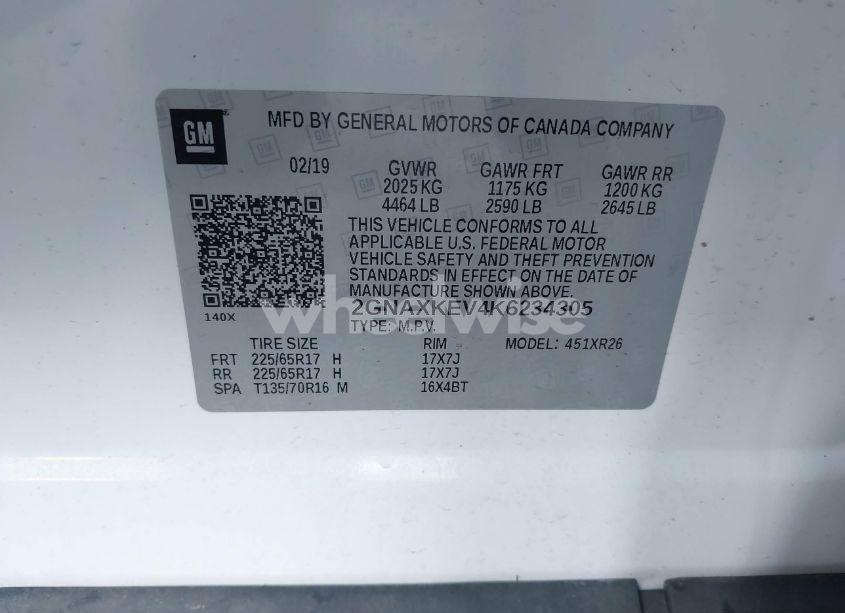 GM
MFD BY GENERAL MOTORS OF CANADA COMPANY
02/19 GVWR GAWR FRT GAWR RR
2025 KG 1175 KG 1200 KG
4464 LB 2590 LB 2645 LB
THIS VEHICLE CONFORMS TO ALL
APPLICABLE U.S. FEDERAL MOTOR
VEHICLE SAFETY AND THEFT PREVENTION
STANDARDS IN EFFECT ON THE DATE OF
MANUFACTURE SHOWN ABOVE.
140X
2GNAXKEV4K6234305
wheelwise
TYPE: M.P.V.
TIRE SIZE RIM MODEL: 451XR26
FRT 225/65R17 H 17X7J
RR 225/65R17 H 17X7J
SPA T135/70R16 M 16X4BT